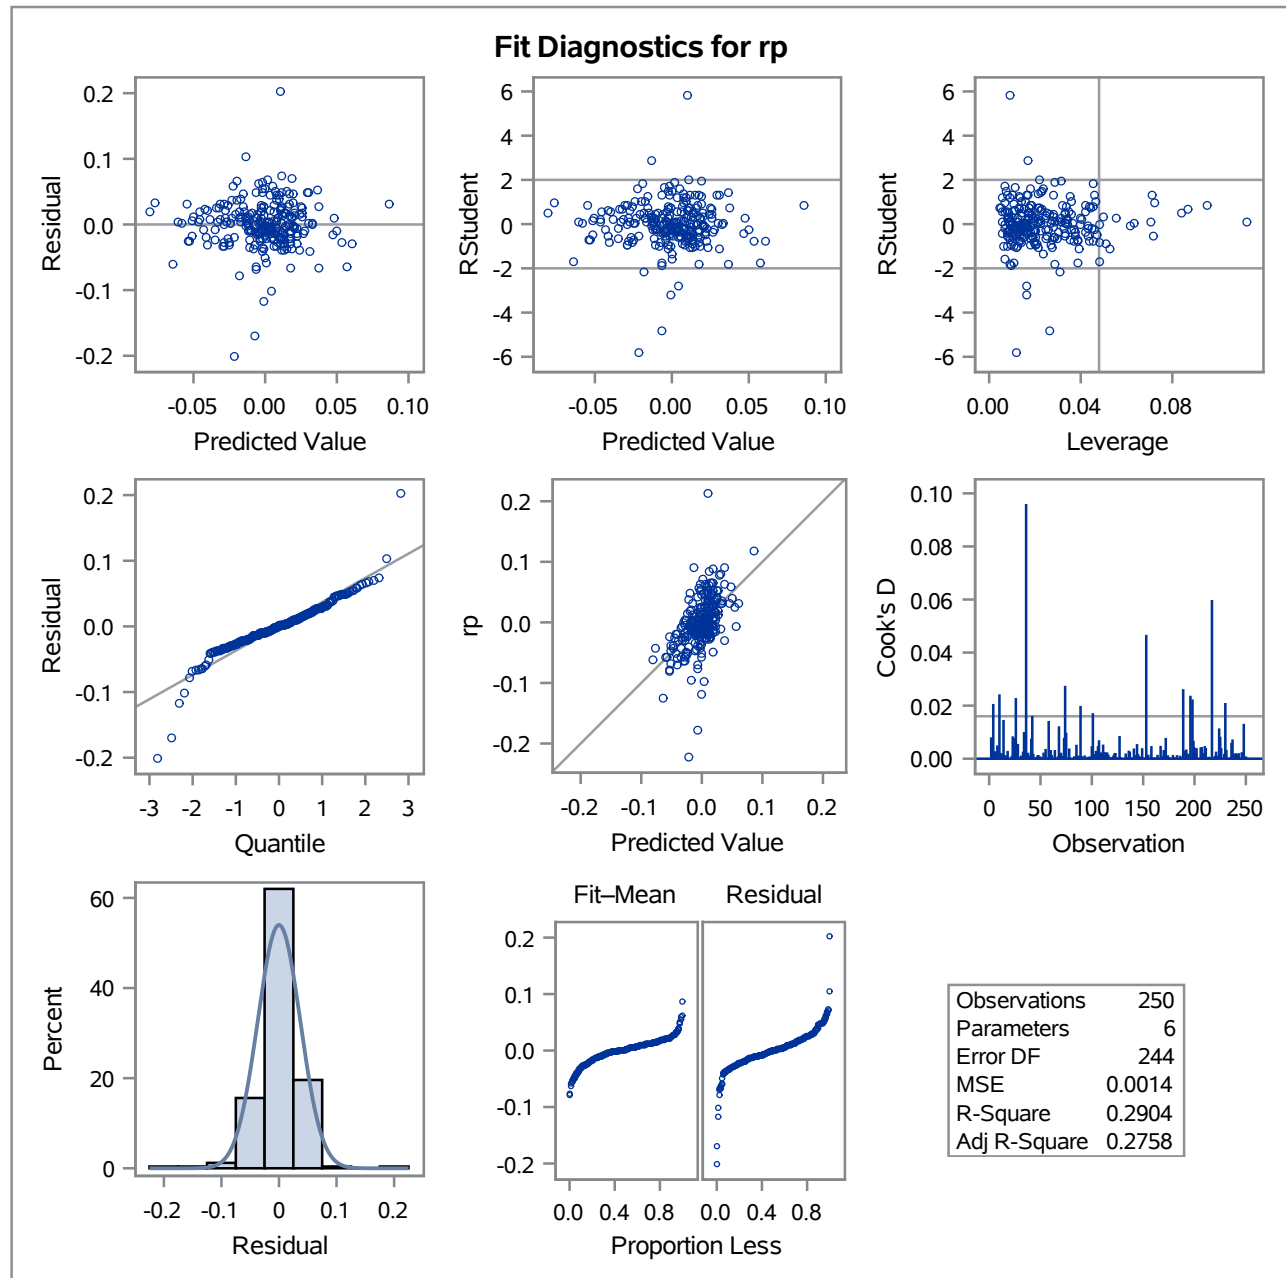 Fit Diagnostics for rp
0.2
0.1
0.0
-0.1
-0.2
Residual
-0.05 0.00 0.05 0.10
Predicted Value
6
4
2
0
-2
-4
-6
RStudent
-0.05 0.00 0.05 0.10
Predicted Value
6
4
2
0
-2
-4
-6
RStudent
0.00 0.04 0.08
Leverage
0.2
0.1
0.0
-0.1
-0.2
Residual
-3 -2 -1 0 1 2 3
Quantile
0.2
0.1
0.0
-0.1
-0.2
rp
-0.2 -0.1 0.0 0.1 0.2
Predicted Value
0.10
0.08
0.06
0.04
0.02
0.00
Cook's D
0 50 100 150 200 250
Observation
60
40
20
0
Percent
-0.2 -0.1 0 0.1 0.2
Residual
Fit–Mean Residual
0.2
0.1
0.0
-0.1
-0.2
0.0 0.4 0.8 0.0 0.4 0.8
Proportion Less
Observations 250
Parameters 6
Error DF 244
MSE 0.0014
R-Square 0.2904
Adj R-Square 0.2758